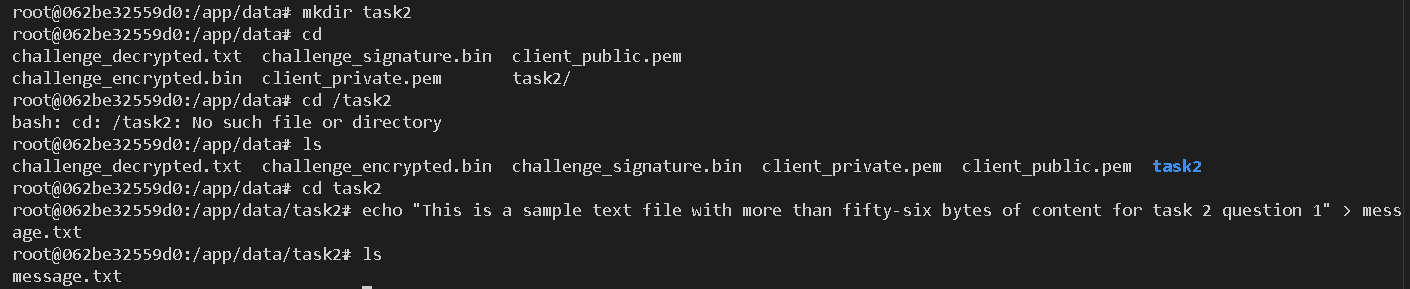 root@062be32559d0:/app/data# mkdir task2
root@062be32559d0:/app/data# cd
challenge_decrypted.txt  challenge_signature.bin  client_public.pem
challenge_encrypted.bin  client_private.pem       task2/
root@062be32559d0:/app/data# cd /task2
bash: cd: /task2: No such file or directory
root@062be32559d0:/app/data# ls
challenge_decrypted.txt  challenge_encrypted.bin  challenge_signature.bin  client_private.pem  client_public.pem  task2
root@062be32559d0:/app/data# cd task2
root@062be32559d0:/app/data/task2# echo "This is a sample text file with more than fifty-six bytes of content for task 2 question 1" > mess
age.txt
root@062be32559d0:/app/data/task2# ls
message.txt